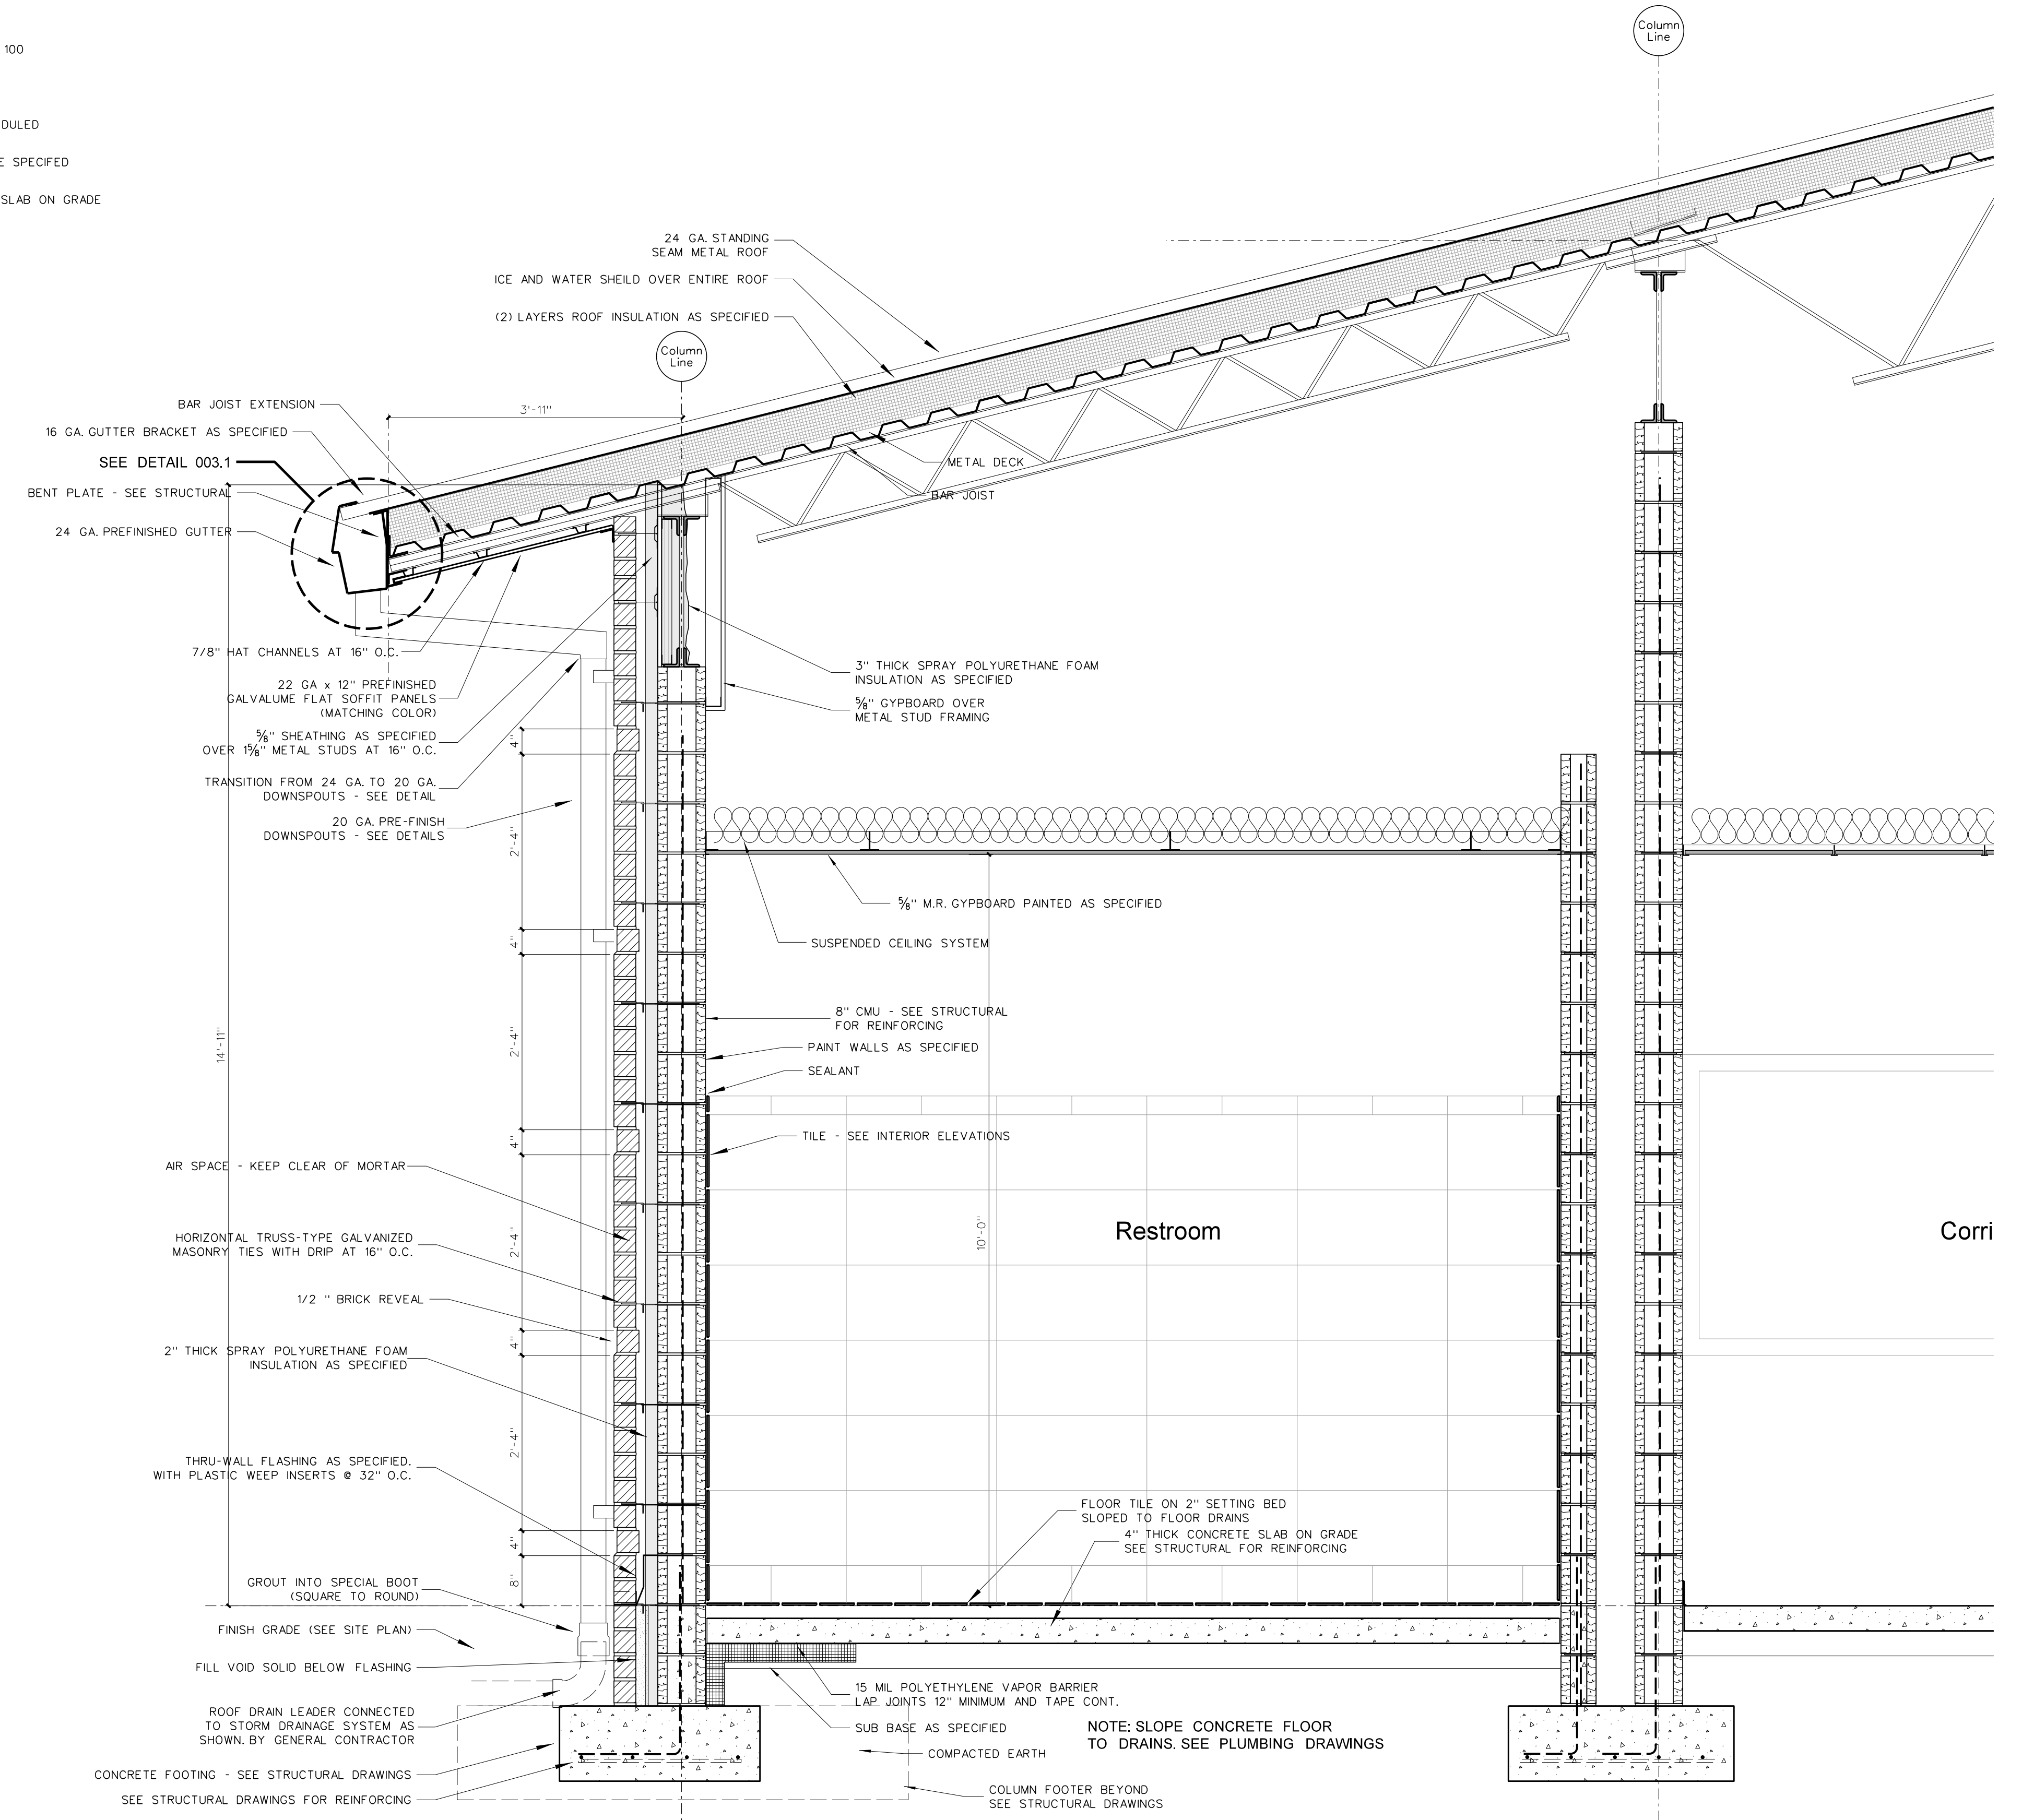 100
DULED
E SPECIFED
SLAB ON GRADE
Column
Line
24 GA. STANDING
SEAM METAL ROOF
ICE AND WATER SHEILD OVER ENTIRE ROOF
(2) LAYERS ROOF INSULATION AS SPECIFIED
Column
Line
BAR JOIST EXTENSION
3'-11"
16 GA. GUTTER BRACKET AS SPECIFIED
SEE DETAIL 003.1
METAL DECK
BENT PLATE - SEE STRUCTURAL
BAR JOIST
24 GA. PREFINISHED GUTTER
7/8" HAT CHANNELS AT 16" O.C.
3" THICK SPRAY POLYURETHANE FOAM
INSULATION AS SPECIFIED
22 GA x 12" PREFINISHED
GALVALUME FLAT SOFFIT PANELS
(MATCHING COLOR)
⅝" GYPBOARD OVER
METAL STUD FRAMING
⅝" SHEATHING AS SPECIFIED
OVER 1⅝" METAL STUDS AT 16" O.C.
4"
TRANSITION FROM 24 GA. TO 20 GA.
DOWNSPOUTS - SEE DETAIL
20 GA. PRE-FINISH
DOWNSPOUTS - SEE DETAILS
2'-4"
⅝" M.R. GYPBOARD PAINTED AS SPECIFIED
SUSPENDED CEILING SYSTEM
4"
8" CMU - SEE STRUCTURAL
FOR REINFORCING
14'-11"
2'-4"
PAINT WALLS AS SPECIFIED
SEALANT
4"
TILE - SEE INTERIOR ELEVATIONS
AIR SPACE - KEEP CLEAR OF MORTAR
HORIZONTAL TRUSS-TYPE GALVANIZED
MASONRY TIES WITH DRIP AT 16" O.C.
2'-4"
10'-0"
Restroom
Corri
1/2 " BRICK REVEAL
4"
2" THICK SPRAY POLYURETHANE FOAM
INSULATION AS SPECIFIED
2'-4"
THRU-WALL FLASHING AS SPECIFIED.
WITH PLASTIC WEEP INSERTS @ 32" O.C.
FLOOR TILE ON 2" SETTING BED
SLOPED TO FLOOR DRAINS
4" THICK CONCRETE SLAB ON GRADE
SEE STRUCTURAL FOR REINFORCING
4"
8"
GROUT INTO SPECIAL BOOT
(SQUARE TO ROUND)
FINISH GRADE (SEE SITE PLAN)
FILL VOID SOLID BELOW FLASHING
15 MIL POLYETHYLENE VAPOR BARRIER
LAP JOINTS 12" MINIMUM AND TAPE CONT.
ROOF DRAIN LEADER CONNECTED
TO STORM DRAINAGE SYSTEM AS
SHOWN. BY GENERAL CONTRACTOR
SUB BASE AS SPECIFIED
NOTE: SLOPE CONCRETE FLOOR
TO DRAINS. SEE PLUMBING DRAWINGS
COMPACTED EARTH
CONCRETE FOOTING - SEE STRUCTURAL DRAWINGS
COLUMN FOOTER BEYOND
SEE STRUCTURAL DRAWINGS
SEE STRUCTURAL DRAWINGS FOR REINFORCING